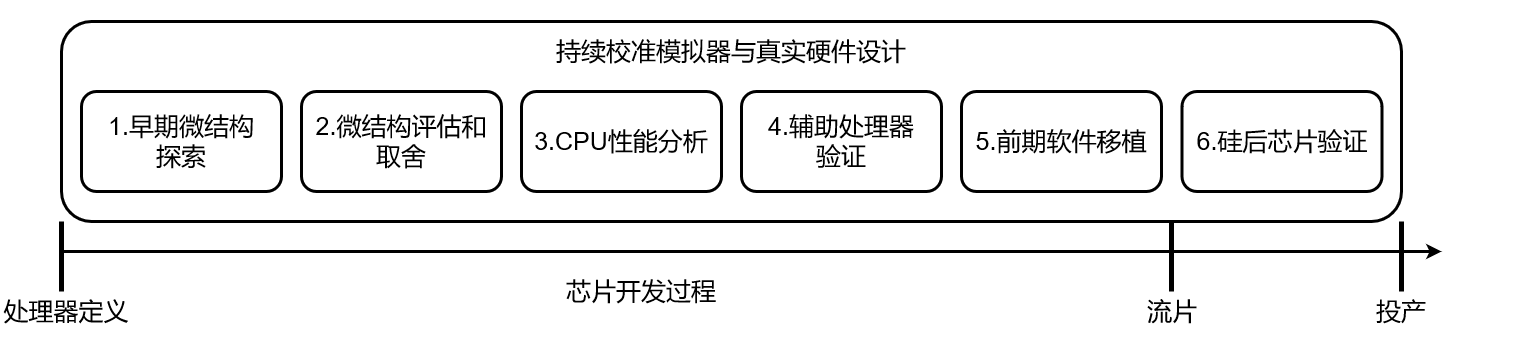 持续校准模拟器与真实硬件设计
1.早期微结构
探索
2.微结构评估和
取舍
3.CPU性能分析
4.辅助处理器
验证
5.前期软件移植
6.硅后芯片验证
芯片开发过程
处理器定义
流片
投产